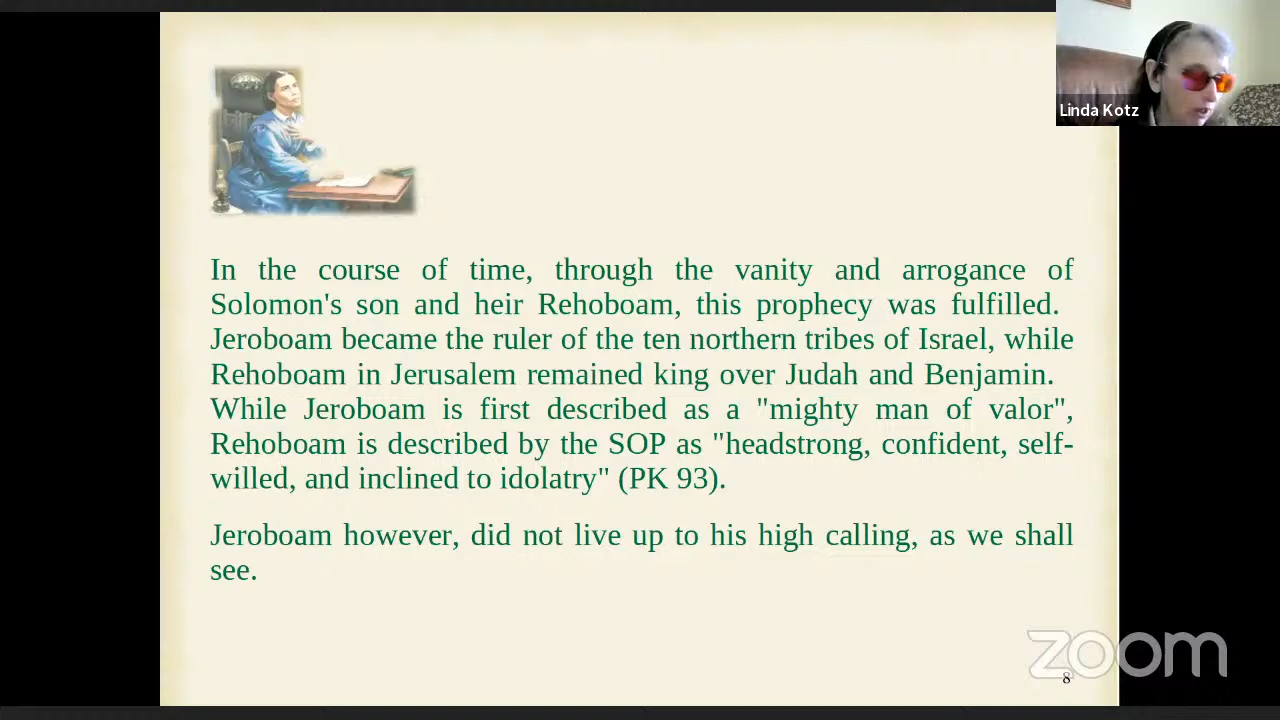 Linda Kotz
In the course of time, through the vanity and arrogance of
Solomon's son and heir Rehoboam, this prophecy was fulfilled.
Jeroboam became the ruler of the ten northern tribes of Israel, while
Rehoboam in Jerusalem remained king over Judah and Benjamin.
While Jeroboam is first described as a "mighty man of valor",
Rehoboam is described by the SOP as "headstrong, confident, self-
willed, and inclined to idolatry" (PK 93).
Jeroboam however, did not live up to his high calling, as we shall
see.
zoom
8